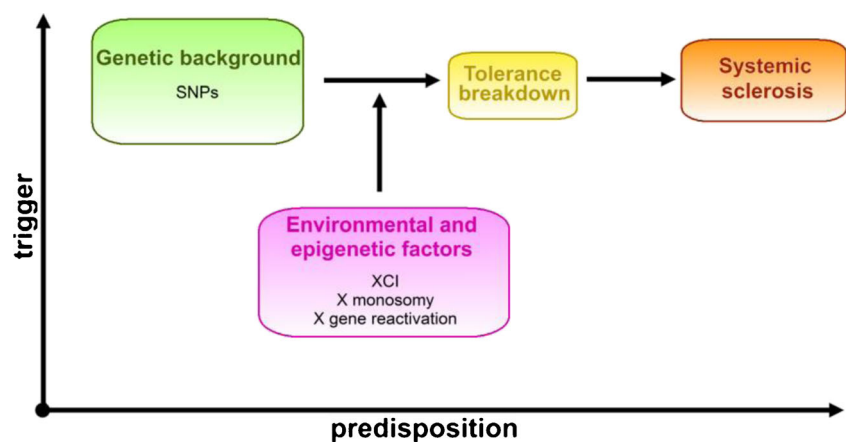 Genetic background
SNPs
Tolerance
breakdown
Systemic
sclerosis
Environmental and
epigenetic factors
XCI
X monosomy
X gene reactivation
trigger
predisposition